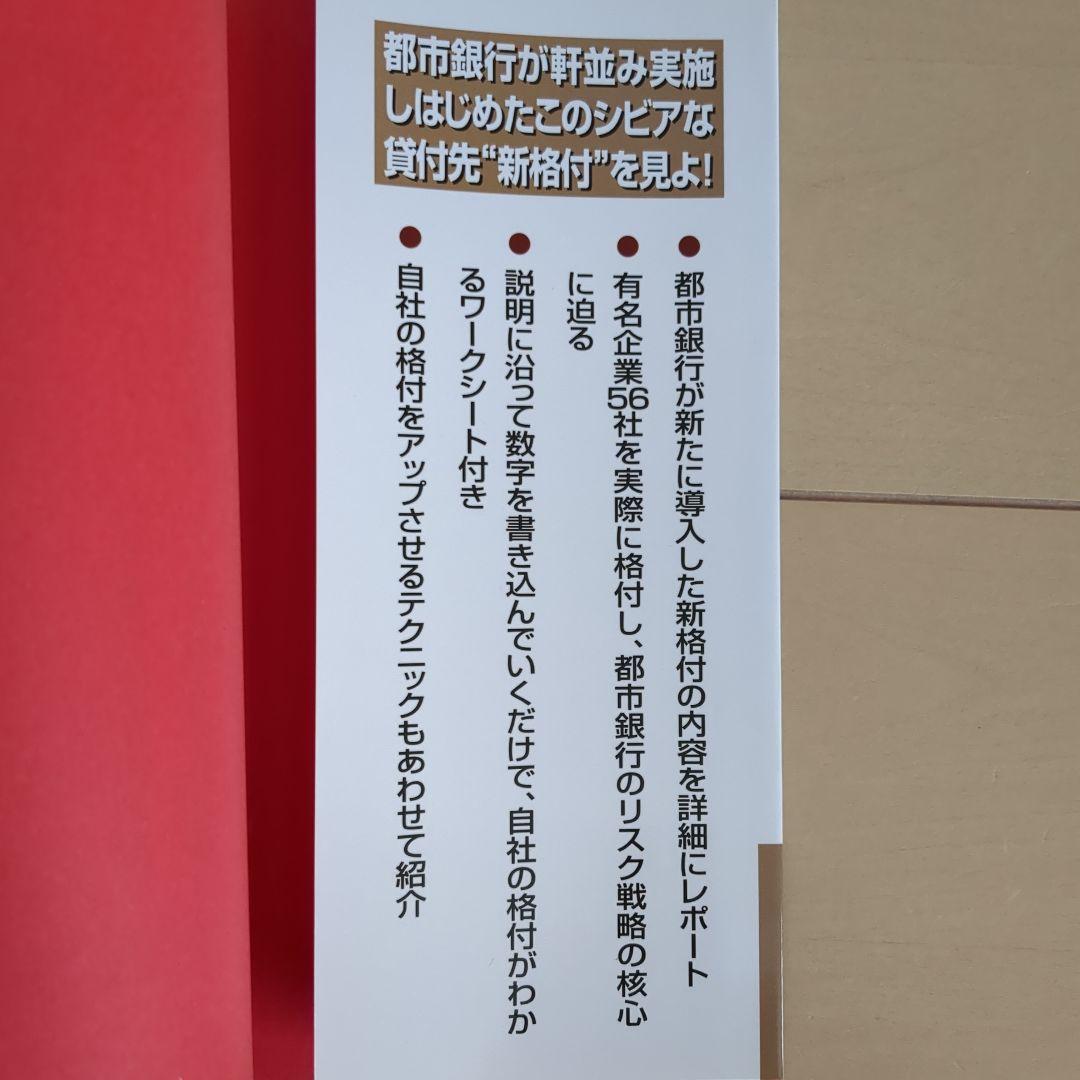 都市銀行が軒並み実施
しはじめたこのシビアな
貸付先“新格付”を見よ!
● 都市銀行が新たに導入した新格付の内容を詳細にレポート
● 有名企業56社を実際に格付し、都市銀行のリスク戦略の核心
に迫る
● 説明に沿って数字を書き込んでいくだけで、自社の格付がわか
るワークシート付き
● 自社の格付をアップさせるテクニックもあわせて紹介